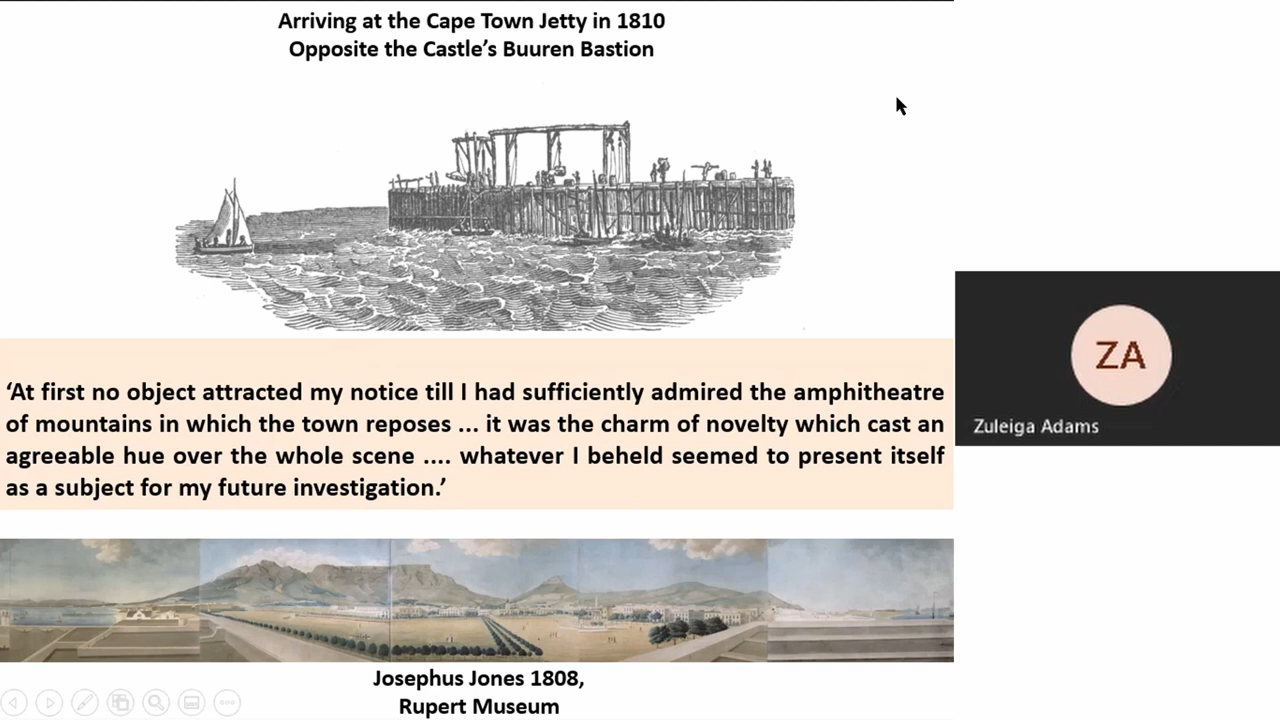 Arriving at the Cape Town Jetty in 1810
Opposite the Castle’s Buuren Bastion
‘At first no object attracted my notice till I had sufficiently admired the amphitheatre
of mountains in which the town reposes ... it was the charm of novelty which cast an
agreeable hue over the whole scene .... whatever I beheld seemed to present itself
as a subject for my future investigation.’
ZA
Zuleiga Adams
Josephus Jones 1808,
Rupert Museum